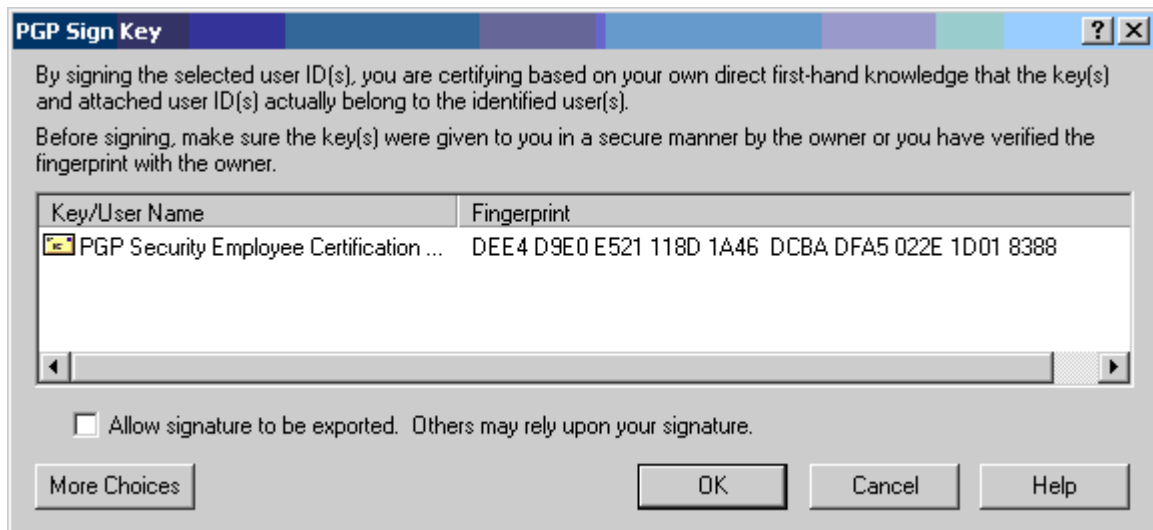 PGP Sign Key
By signing the selected user ID(s), you are certifying based on your own direct first-hand knowledge that the key(s)
and attached user ID(s) actually belong to the identified user(s).
Before signing, make sure the key(s) were given to you in a secure manner by the owner or you have verified the
fingerprint with the owner.
Key/User Name Fingerprint
PGP Security Employee Certification ... DEE4 D9E0 E521 118D 1A46 DCBA DFA5 022E 1D01 8388
Allow signature to be exported. Others may rely upon your signature.
More Choices OK Cancel Help